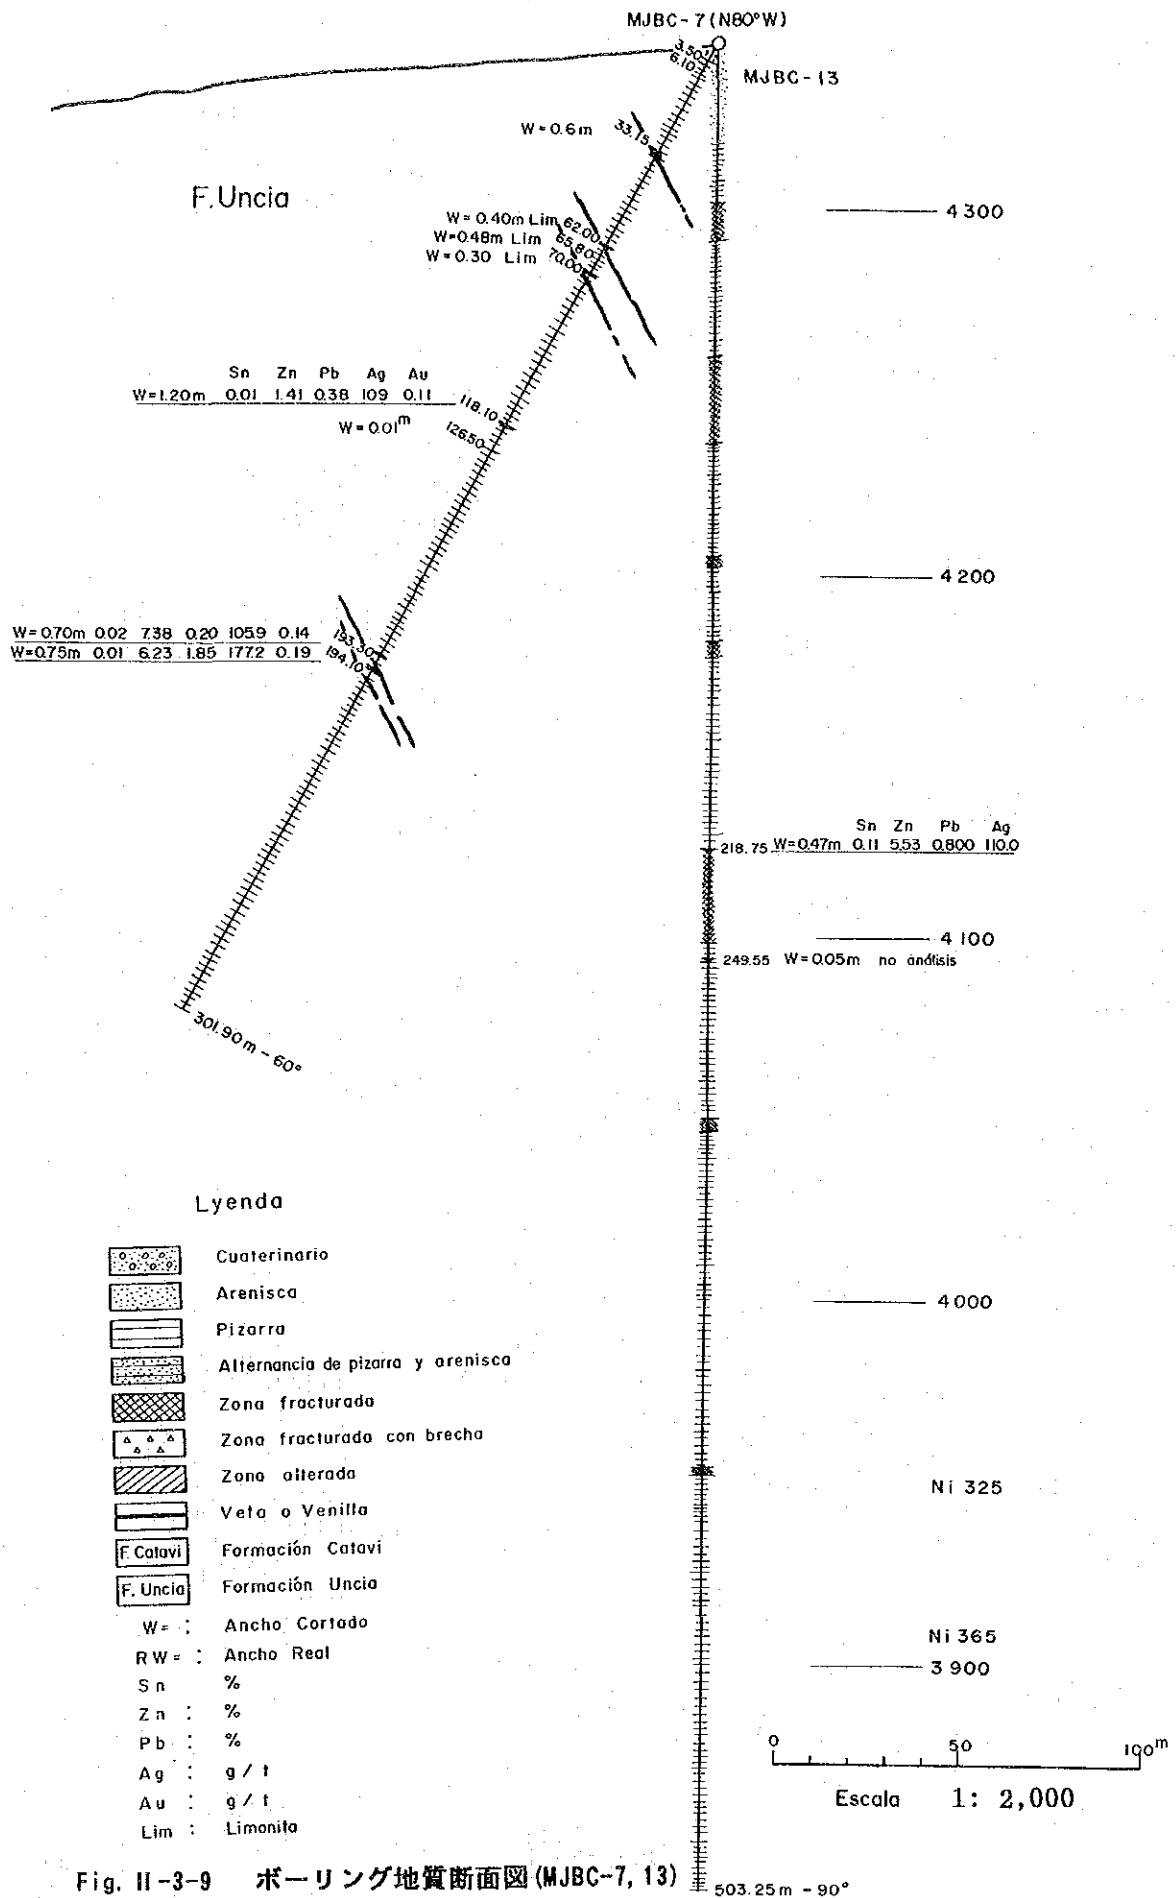 MJBC-7 (N80°W)
3.50
6.10
MJBC-13
W=0.6m 33.15
F. Uncia
4300
W=0.40m Lim 62.00
W=0.48m Lim 65.80
W=0.30 Lim 70.00
Sn Zn Pb Ag Au
W=1.20m 0.01 1.41 0.38 109 0.11 118.10
W=0.01m 126.50
4200
W=0.70m 0.02 7.38 0.20 105.9 0.14 193.30
W=0.75m 0.01 6.23 1.85 177.2 0.19 194.10
Sn Zn Pb Ag
218.75 W=0.47m 0.11 5.53 0.800 110.0
4100
249.55 W=0.05m no análisis
301.90m -60°
Lyenda
Cuaterinario
Arenisca
4000
Pizarra
Alternancia de pizarra y arenisca
Zona fracturada
Zona fracturada con brecha
Zona alterada
Ni 325
Veta o Venilla
F. Catavi Formación Catavi
F. Uncia Formación Uncia
W= : Ancho Cortado
RW= : Ancho Real
Ni 365
3900
Sn %
Zn : %
Pb : %
Ag : g/t
Au : g/t
Lim : Limonita
0 50 100m
Escala 1: 2,000
Fig. II-3-9 ボーリング地質断面図(MJBC-7, 13)
503.25m -90°